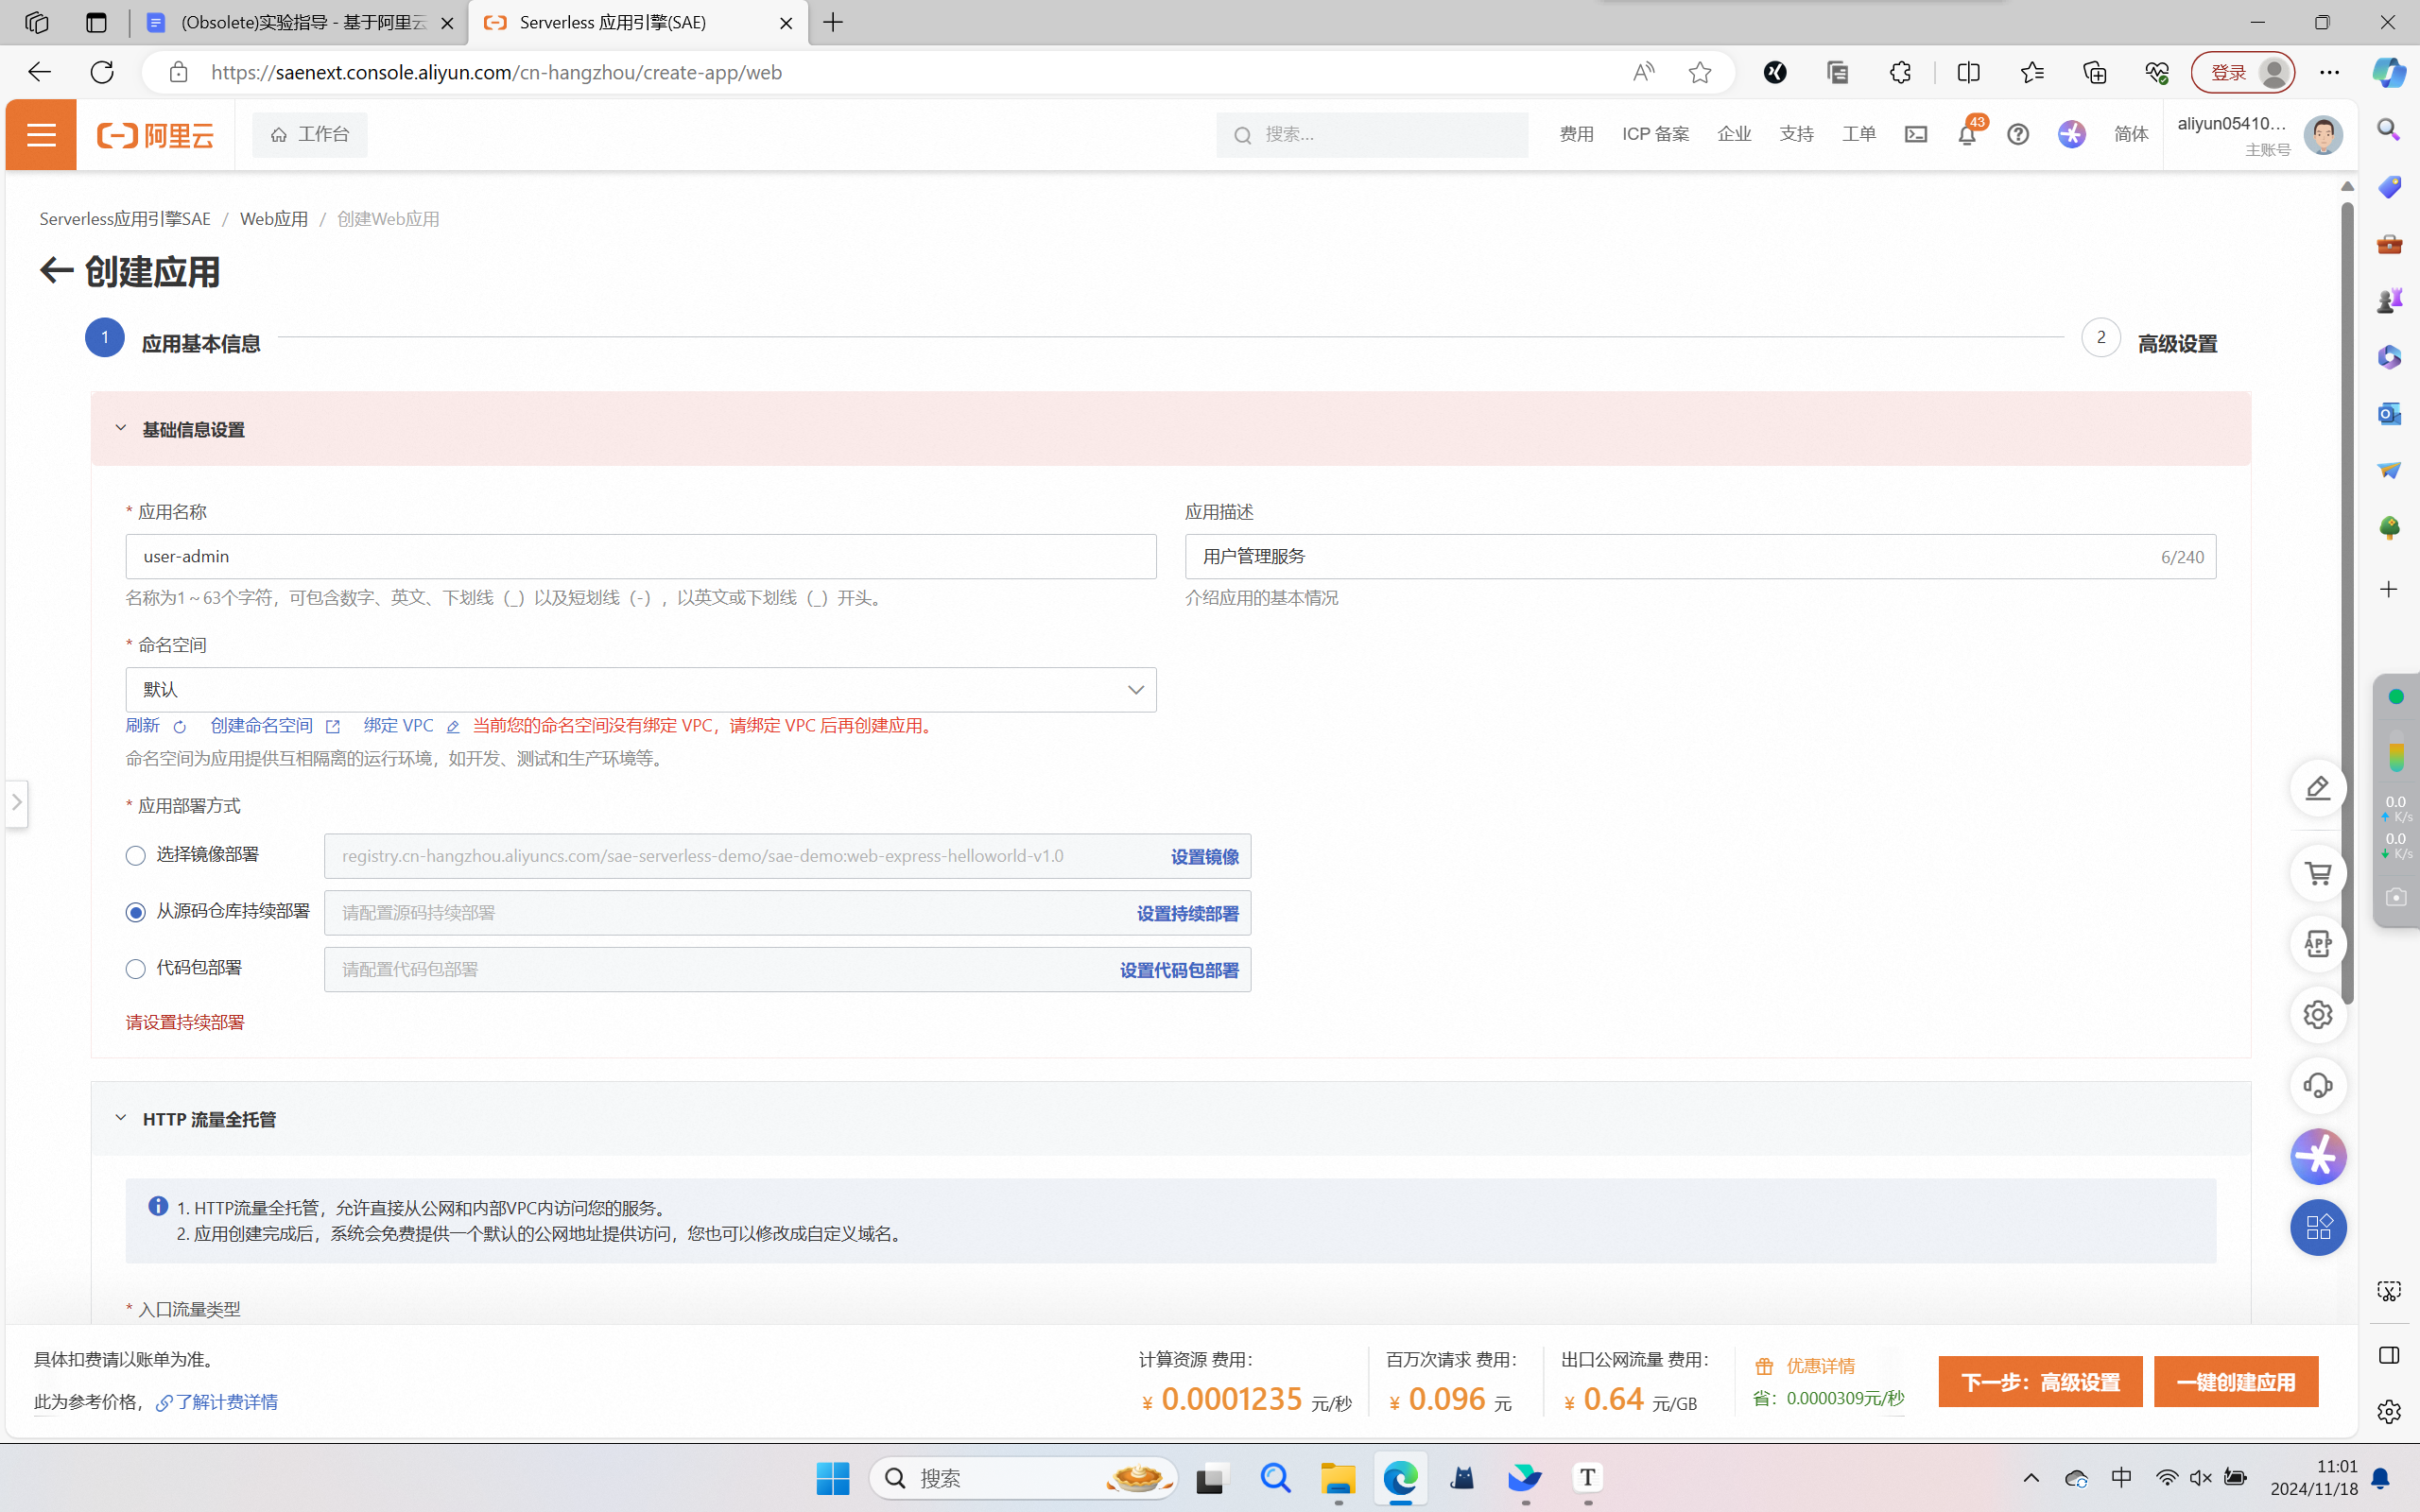 (Obsolete)实验指导 - 基于阿里云
Serverless 应用引擎(SAE)
https://saenext.console.aliyun.com/cn-hangzhou/create-app/web
登录
阿里云
工作台
搜索...
费用
ICP 备案
企业
支持
工单
43
简体
aliyun05410...
主账号
Serverless应用引擎SAE / Web应用 / 创建Web应用
创建应用
1 应用基本信息
2 高级设置
基础信息设置
* 应用名称
应用描述
user-admin
用户管理服务 6/240
名称为1～63个字符，可包含数字、英文、下划线（_）以及短划线（-），以英文或下划线（_）开头。
介绍应用的基本情况
* 命名空间
默认
刷新 创建命名空间 绑定 VPC 当前您的命名空间没有绑定 VPC，请绑定 VPC 后再创建应用。
命名空间为应用提供互相隔离的运行环境，如开发、测试和生产环境等。
* 应用部署方式
选择镜像部署 registry.cn-hangzhou.aliyuncs.com/sae-serverless-demo/sae-demo:web-express-helloworld-v1.0 设置镜像
从源码仓库持续部署 请配置源码持续部署 设置持续部署
代码包部署 请配置代码包部署 设置代码包部署
请设置持续部署
0.0
K/s
0.0
K/s
APP
HTTP 流量全托管
1. HTTP流量全托管，允许直接从公网和内部VPC内访问您的服务。
2. 应用创建完成后，系统会免费提供一个默认的公网地址提供访问，您也可以修改成自定义域名。
* 入口流量类型
具体扣费请以账单为准。
此为参考价格， 了解计费详情
计算资源 费用：
¥ 0.0001235 元/秒
百万次请求 费用：
¥ 0.096 元
出口公网流量 费用：
¥ 0.64 元/GB
优惠详情
省：0.0000309元/秒
下一步：高级设置
一键创建应用
搜索
T
中
11:01
2024/11/18